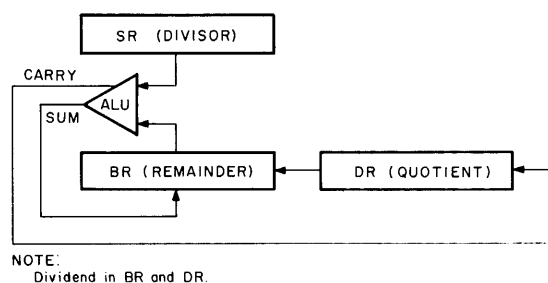 SR (DIVISOR)
CARRY
ALU
SUM
BR (REMAINDER)
DR (QUOTIENT)
NOTE:
Dividend in BR and DR.